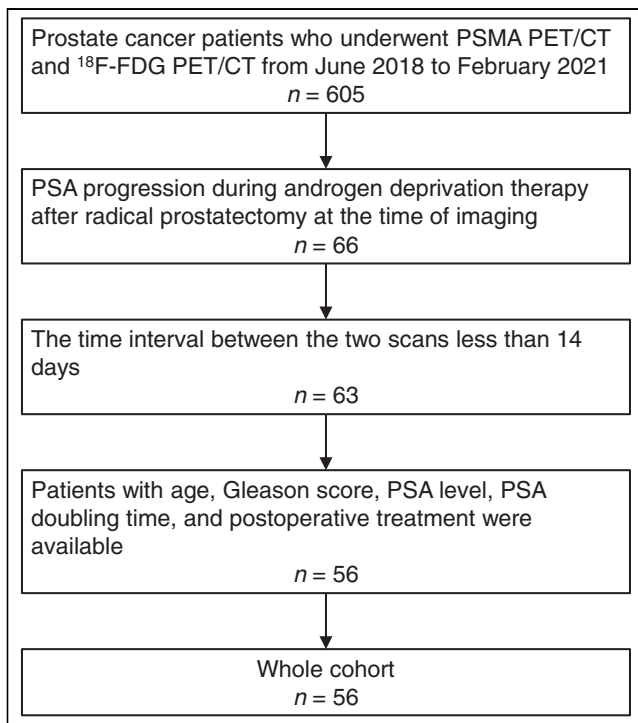 Prostate cancer patients who underwent PSMA PET/CT
and ¹⁸F-FDG PET/CT from June 2018 to February 2021
n = 605
PSA progression during androgen deprivation therapy
after radical prostatectomy at the time of imaging
n = 66
The time interval between the two scans less than 14
days
n = 63
Patients with age, Gleason score, PSA level, PSA
doubling time, and postoperative treatment were
available
n = 56
Whole cohort
n = 56